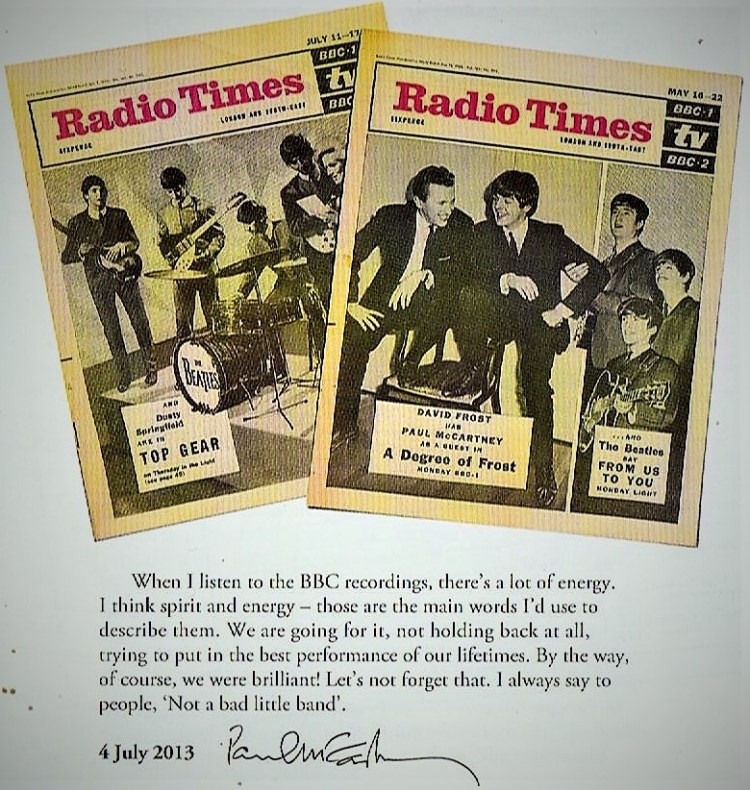 JULY 11–17
BBC-1
tv
BBC
Radio Times
LONDON AND SOUTH-EAST
SIXPENCE
THE
BEATLES
AND
Dusty
Springfield
ARE IN
TOP GEAR
on Thursday in the Light
MAY 16–22
BBC-1
tv
BBC-2
Radio Times
SIXPENCE
LONDON AND SOUTH-EAST
DAVID FROST
HAS
PAUL McCARTNEY
AS A GUEST IN
A Degree of Frost
MONDAY BBC-1
...AND
The Beatles
SAY
FROM US
TO YOU
MONDAY LIGHT
When I listen to the BBC recordings, there's a lot of energy.
I think spirit and energy – those are the main words I'd use to
describe them. We are going for it, not holding back at all,
trying to put in the best performance of our lifetimes. By the way,
of course, we were brilliant! Let's not forget that. I always say to
people, ‘Not a bad little band’.
4 July 2013 Paul McCartney